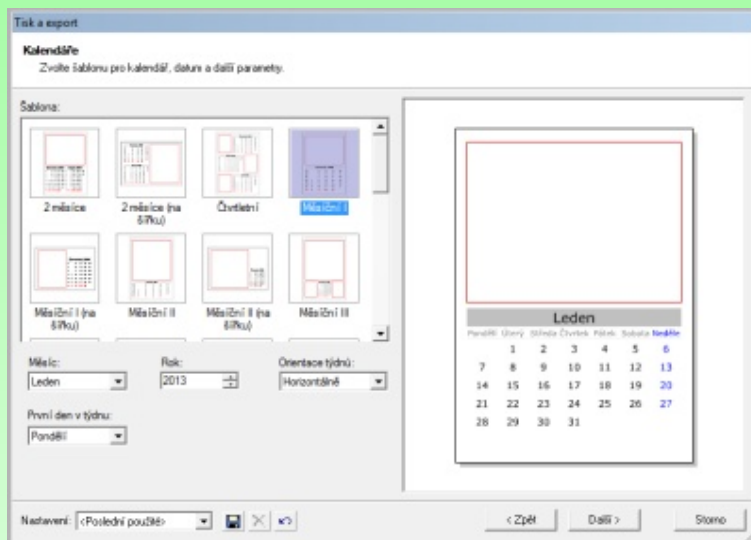 Tisk a export
Kalendáře
Zvolte šablonu pro kalendář, datum a další parametry.
Šablona:
2 měsíce
2 měsíce (na šířku)
Čtvrtletní
Měsíční I
Měsíční I (na šířku)
Měsíční II
Měsíční II (na šířku)
Měsíční III
Měsíc:
Rok:
Orientace týdnů:
Leden
2013
Horizontálně
První den v týdnu:
Pondělí
Leden
Pondělí Úterý Středa Čtvrtek Pátek Sobota Neděle
1 2 3 4 5 6
7 8 9 10 11 12 13
14 15 16 17 18 19 20
21 22 23 24 25 26 27
28 29 30 31
Nastavení: <Poslední použité>
< Zpět
Další >
Storno